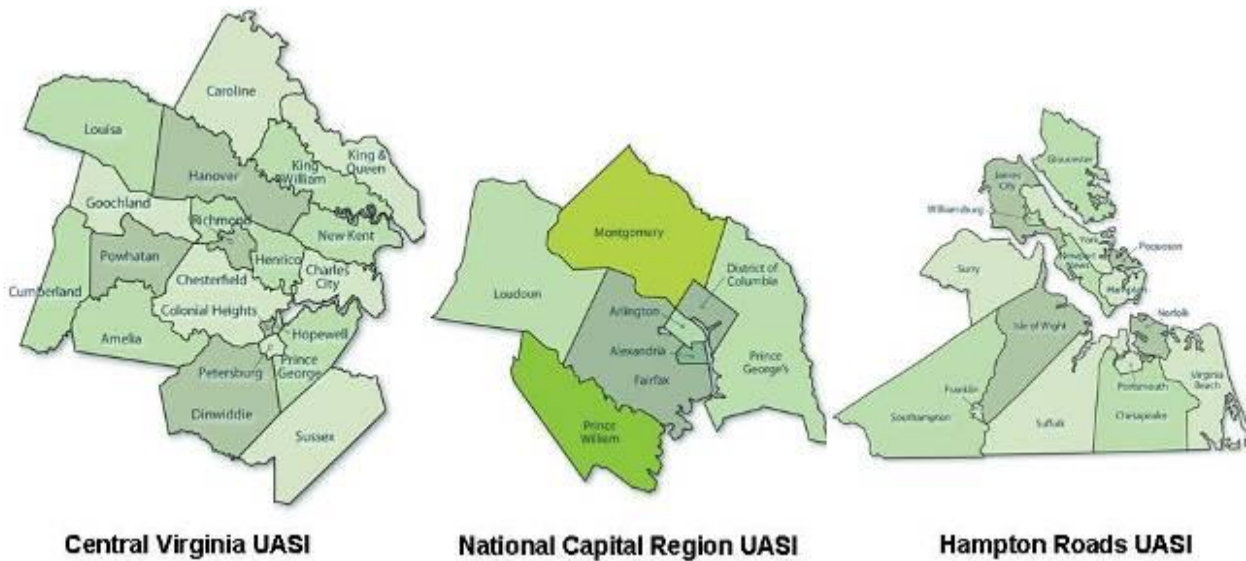 Caroline
Louisa
King &
Queen
Hanover
King
William
Goochland
Richmond
New Kent
Powhatan
Henrico
Charles
City
Chesterfield
Cumberland
Colonial Heights
Hopewell
Amelia
Petersburg
Prince
George
Dinwiddie
Sussex
Central Virginia UASI
Montgomery
District of
Columbia
Loudoun
Arlington
Alexandria
Prince
George's
Fairfax
Prince
William
National Capital Region UASI
Gloucester
James
City
Williamsburg
York
Poquoson
Newport
News
Hampton
Surry
Norfolk
Isle of Wight
Virginia
Beach
Franklin
Portsmouth
Southampton
Chesapeake
Suffolk
Hampton Roads UASI